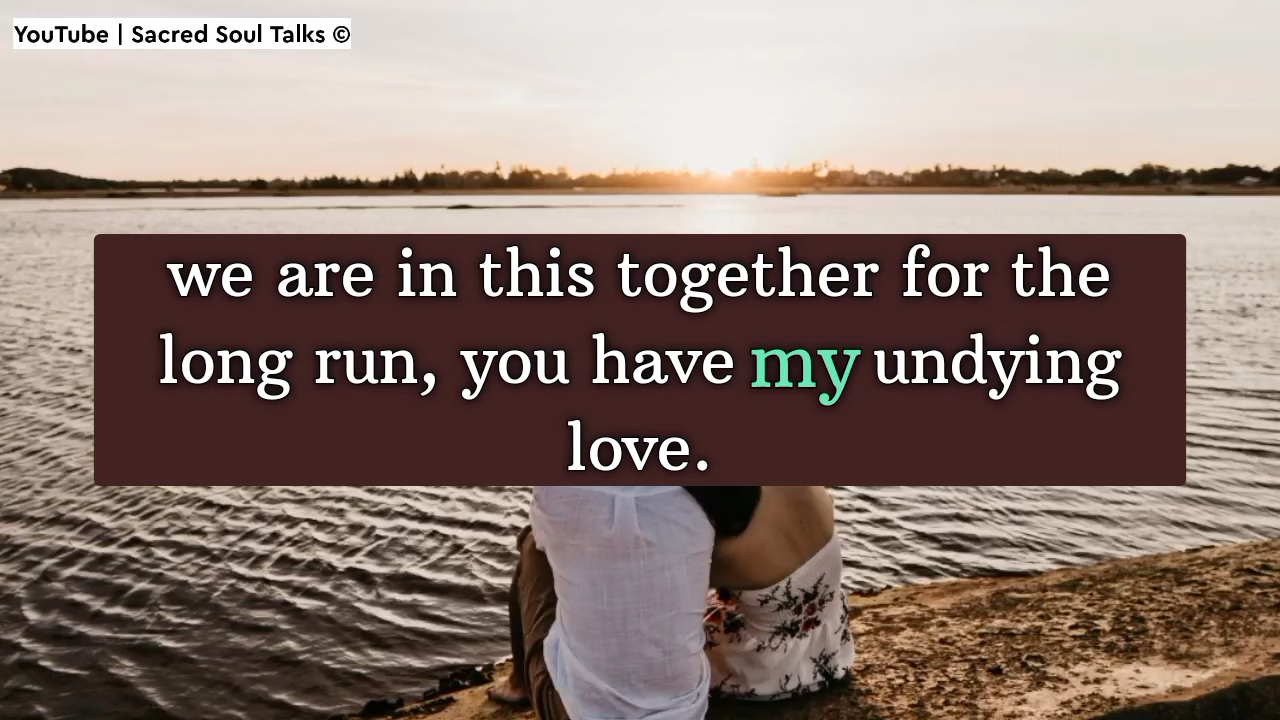 YouTube | Sacred Soul Talks ©
we are in this together for the
long run, you have my undying
love.